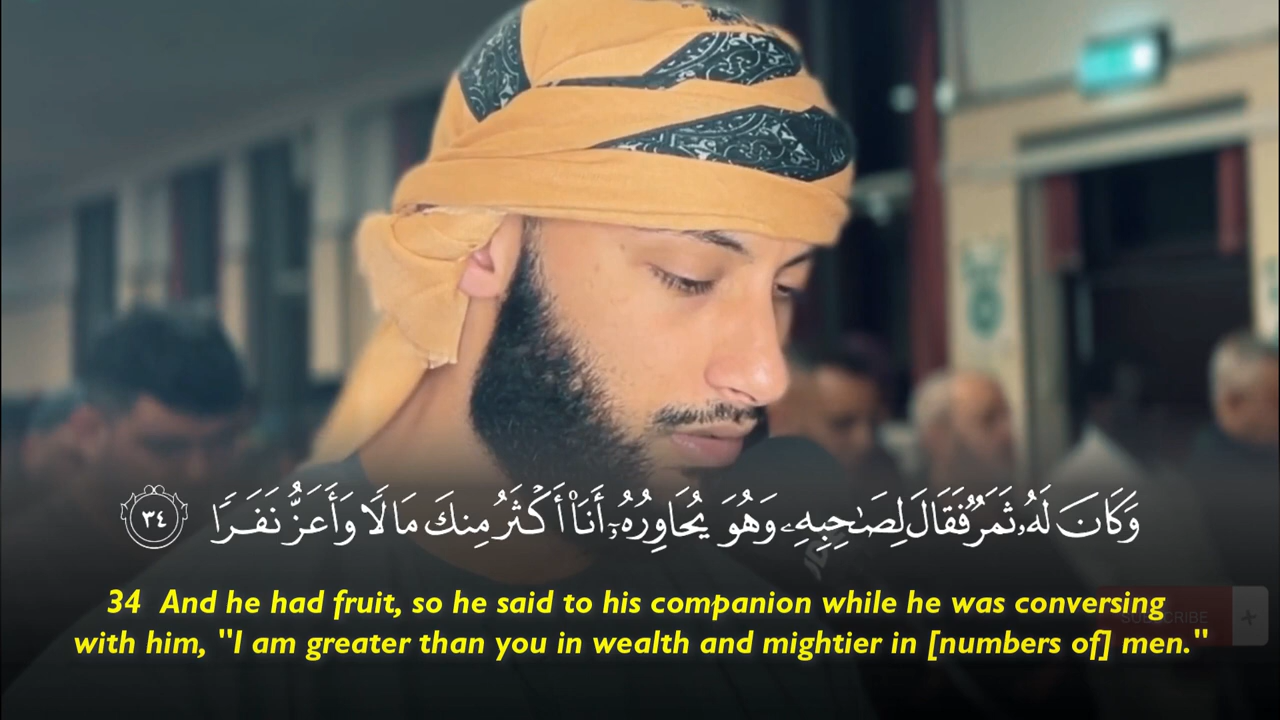 وَكَانَ لَهُۥ ثَمَرٌ فَقَالَ لِصَٰحِبِهِۦ وَهُوَ يُحَاوِرُهُۥٓ أَنَا۠ أَكْثَرُ مِنكَ مَالًا وَأَعَزُّ نَفَرًا ٣٤
34 And he had fruit, so he said to his companion while he was conversing
with him, "I am greater than you in wealth and mightier in [numbers of] men."
SUBSCRIBE +